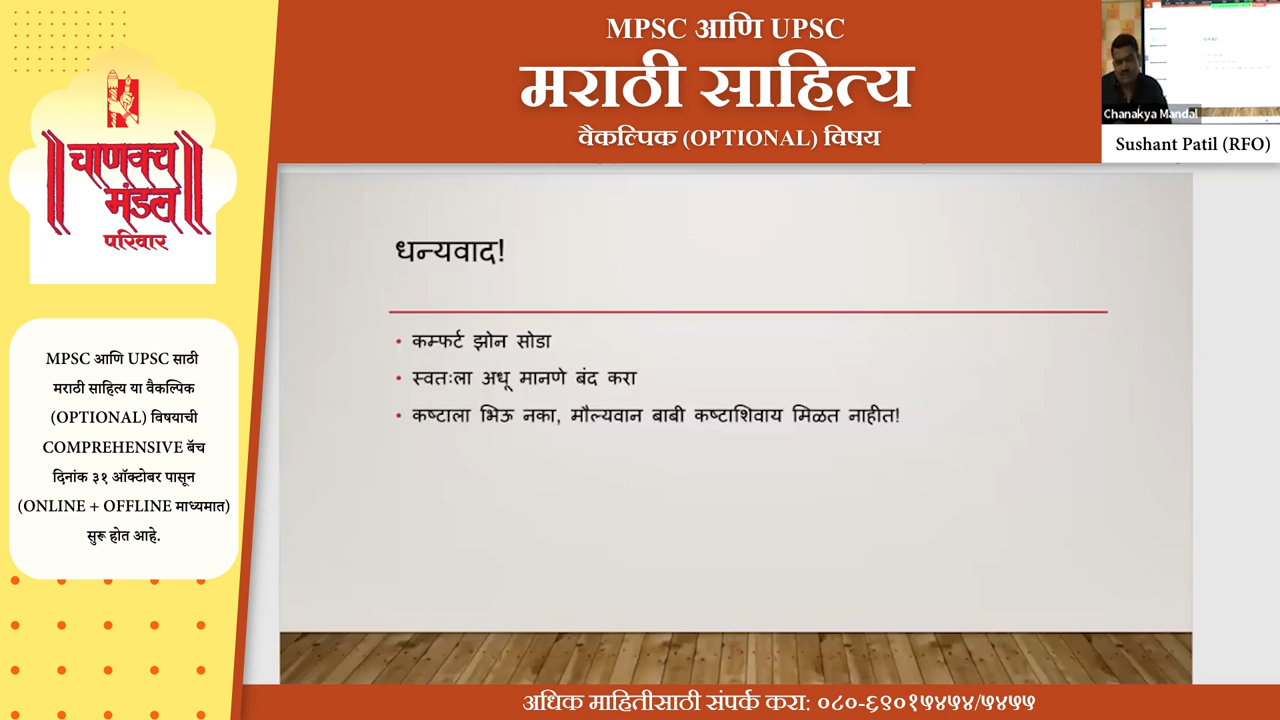 MPSC आणि UPSC
मराठी साहित्य
वैकल्पिक (OPTIONAL) विषय
Chanakya Mandal
Sushant Patil (RFO)
चाणक्य
मंडल
परिवार
MPSC आणि UPSC साठी
मराठी साहित्य या वैकल्पिक
(OPTIONAL) विषयाची
COMPREHENSIVE बॅच
दिनांक ३१ ऑक्टोबर पासून
(ONLINE + OFFLINE माध्यमात)
सुरू होत आहे.
धन्यवाद!
• कम्फर्ट झोन सोडा
• स्वतःला अधू मानणे बंद करा
• कष्टाला भिऊ नका, मौल्यवान बाबी कष्टाशिवाय मिळत नाहीत!
अधिक माहितीसाठी संपर्क करा: ०८०-६९०१५४५४/५४५५